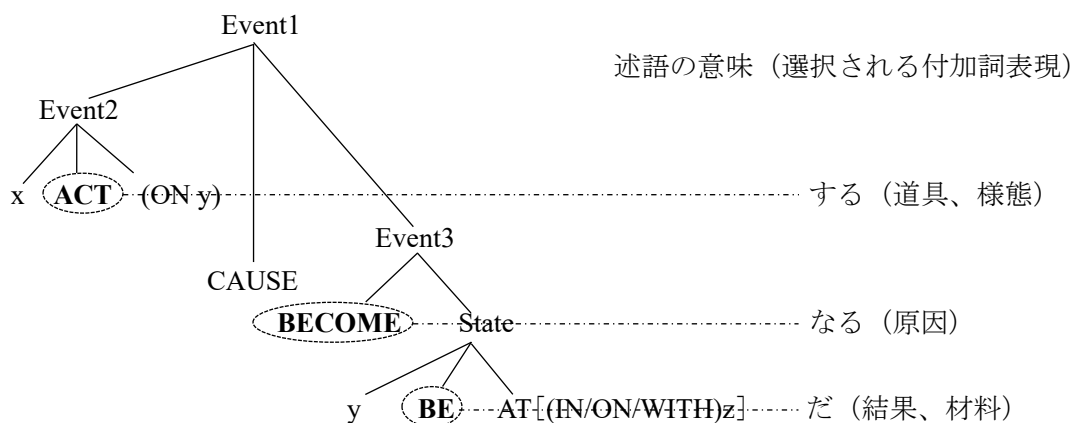 Event1
述語の意味（選択される付加詞表現）
Event2
x ACT (ON y) する（道具、様態）
Event3
CAUSE
BECOME State なる（原因）
y BE AT[(IN/ON/WITH)z] だ（結果、材料）